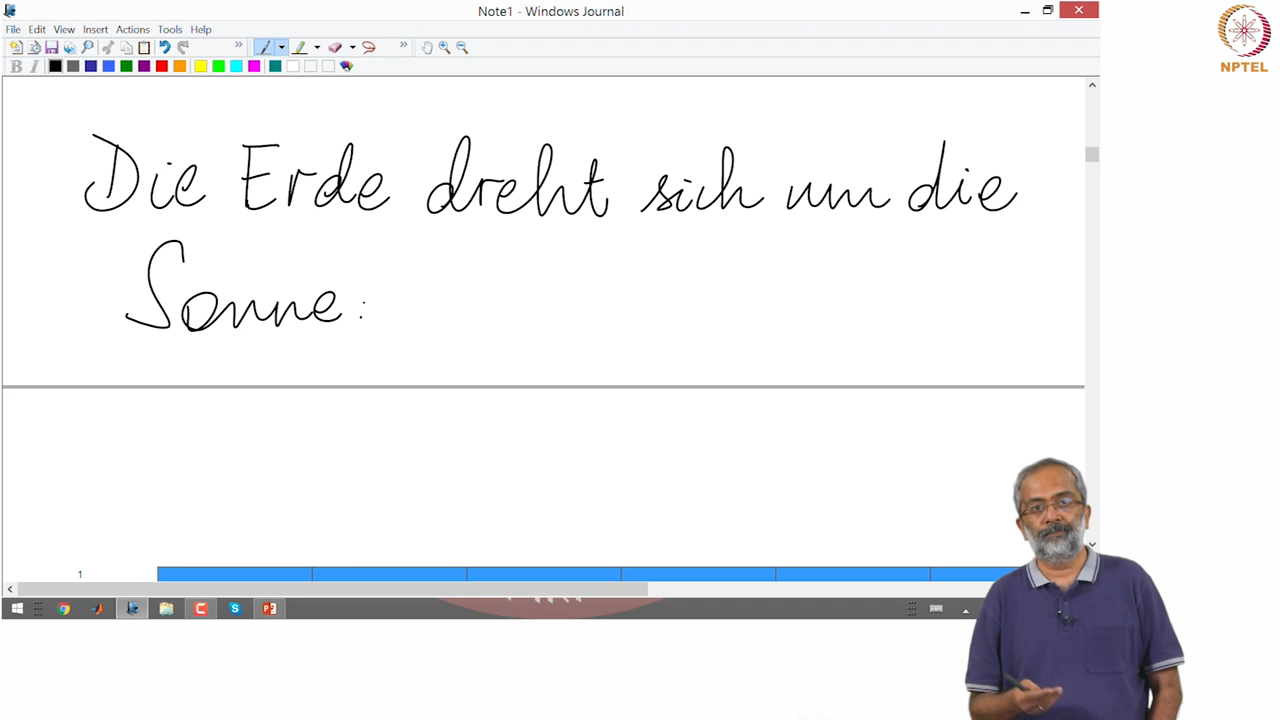 Note1 - Windows Journal
File Edit View Insert Actions Tools Help
NPTEL
Die Erde dreht sich um die
Sonne:
1